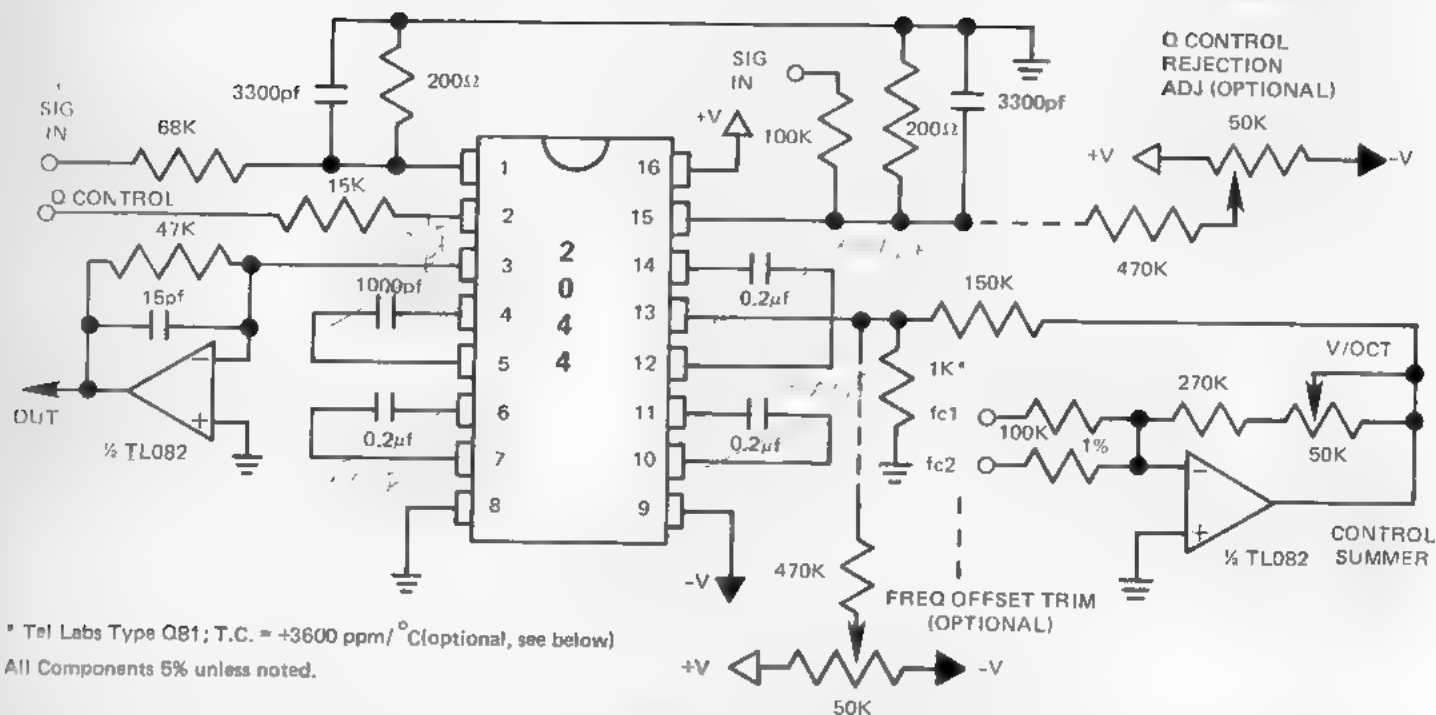 SIG
IN
68K
3300pf
200Ω
Q CONTROL
15K
47K
15pf
OUT
½ TL082
1000pf
0.2μf
1
2
3
4
5
6
7
8
2
0
4
4
16
15
14
13
12
11
10
9
+V
SIG
IN
100K
200Ω
3300pf
Q CONTROL
REJECTION
ADJ (OPTIONAL)
50K
+V
-V
470K
0.2μf
150K
1K*
0.2μf
V/OCT
270K
50K
fc1
100K
1%
fc2
½ TL082
CONTROL
SUMMER
-V
470K
FREQ OFFSET TRIM
(OPTIONAL)
+V
-V
50K
* Tel Labs Type Q81; T.C. = +3600 ppm/°C(optional, see below)
All Components 5% unless noted.